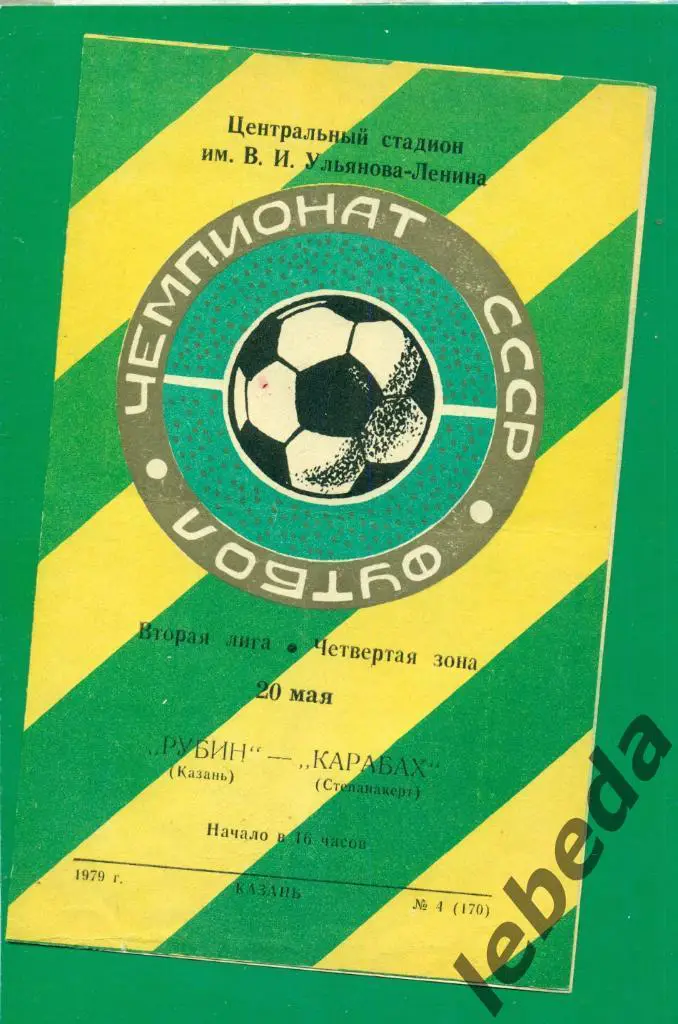 Центральный стадион
им. В. И. Ульянова-Ленина
ЧЕМПИОНАТ СССР
• ФУТБОЛ •
Вторая лига • Четвертая зона
20 мая
„РУБИН“ — „КАРАБАХ“
(Казань) (Степанакерт)
Начало в 16 часов
1979 г. КАЗАНЬ № 4 (170)
lebeda